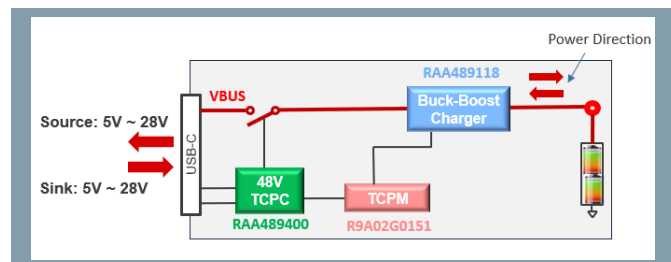 Power Direction
RAA489118
VBUS
Buck-Boost
Charger
Source: 5V ~ 28V
USB-C
Sink: 5V ~ 28V
48V
TCPC
TCPM
RAA489400
R9A02G0151